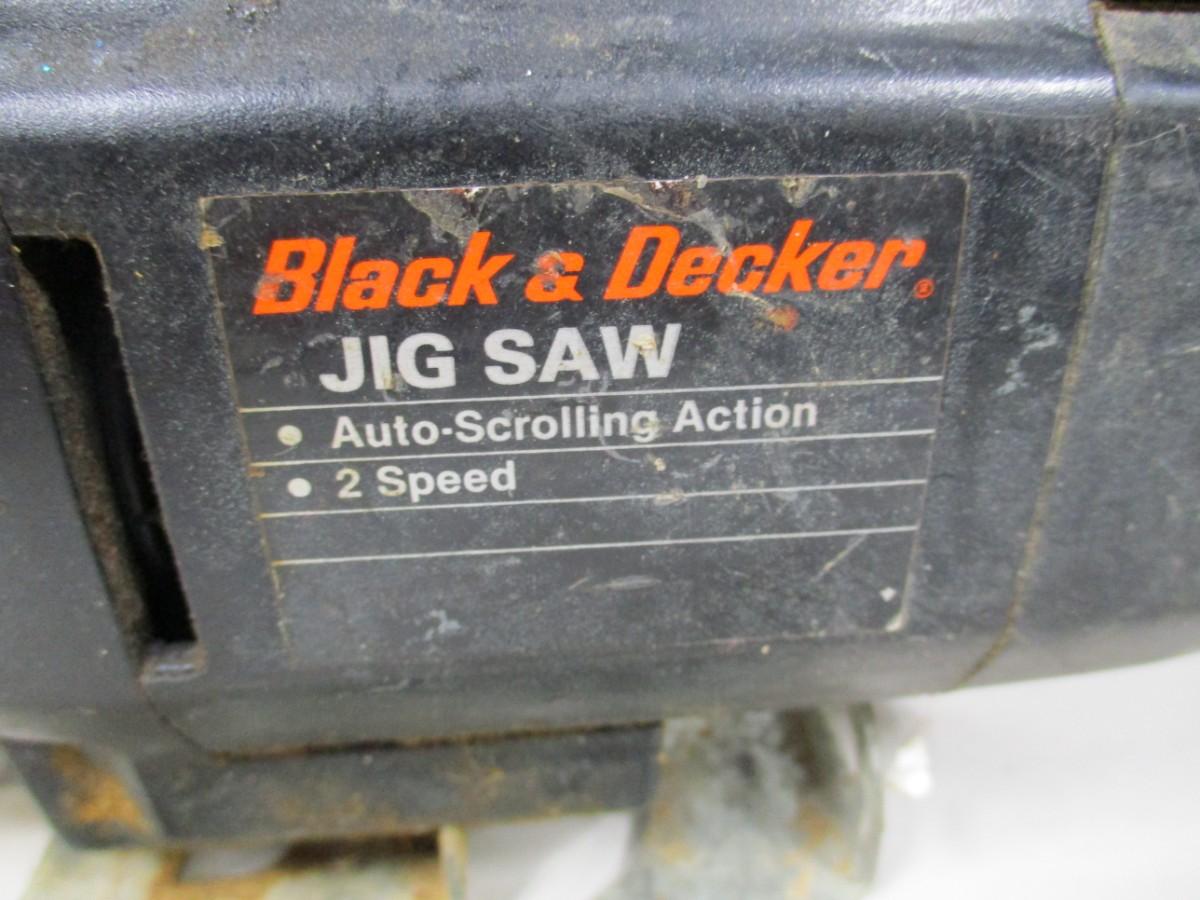 Black & Decker®
JIG SAW
• Auto-Scrolling Action
• 2 Speed